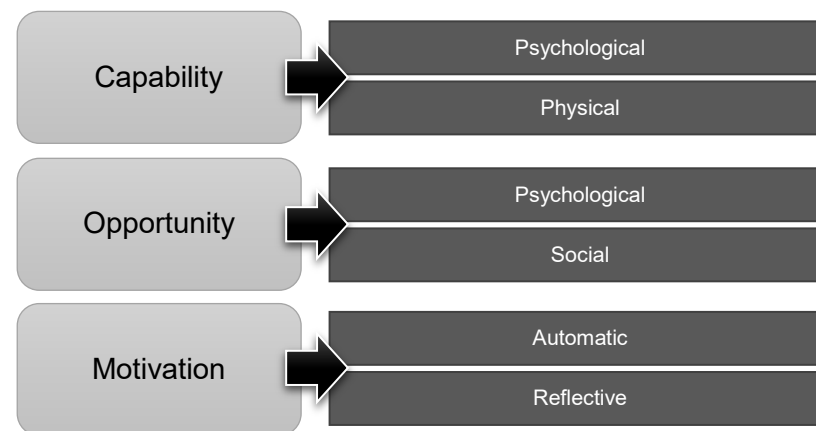 Capability
Psychological
Physical
Opportunity
Psychological
Social
Motivation
Automatic
Reflective